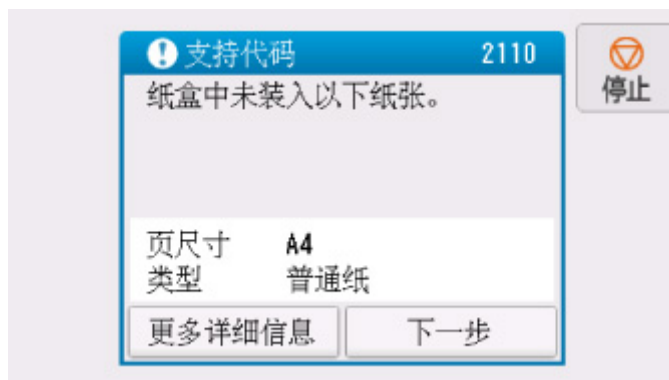 支持代码 2110
停止
纸盒中未装入以下纸张。
页尺寸 A4
类型 普通纸
更多详细信息 下一步